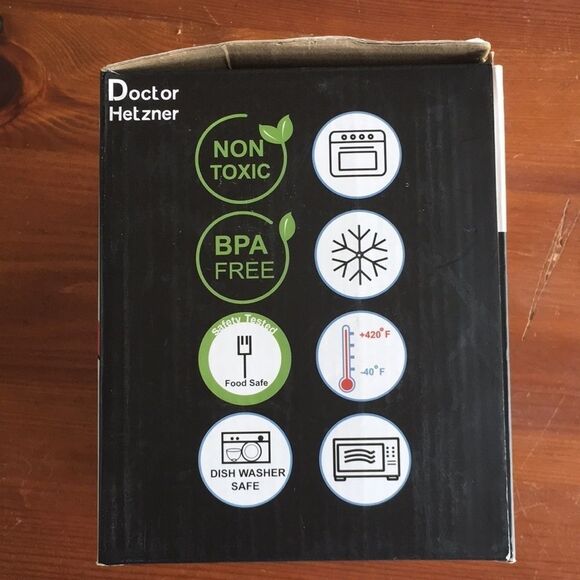 Doctor
Hetzner
NON
TOXIC
BPA
FREE
Safety Tested
Food Safe
+420°F
-40°F
DISH WASHER
SAFE